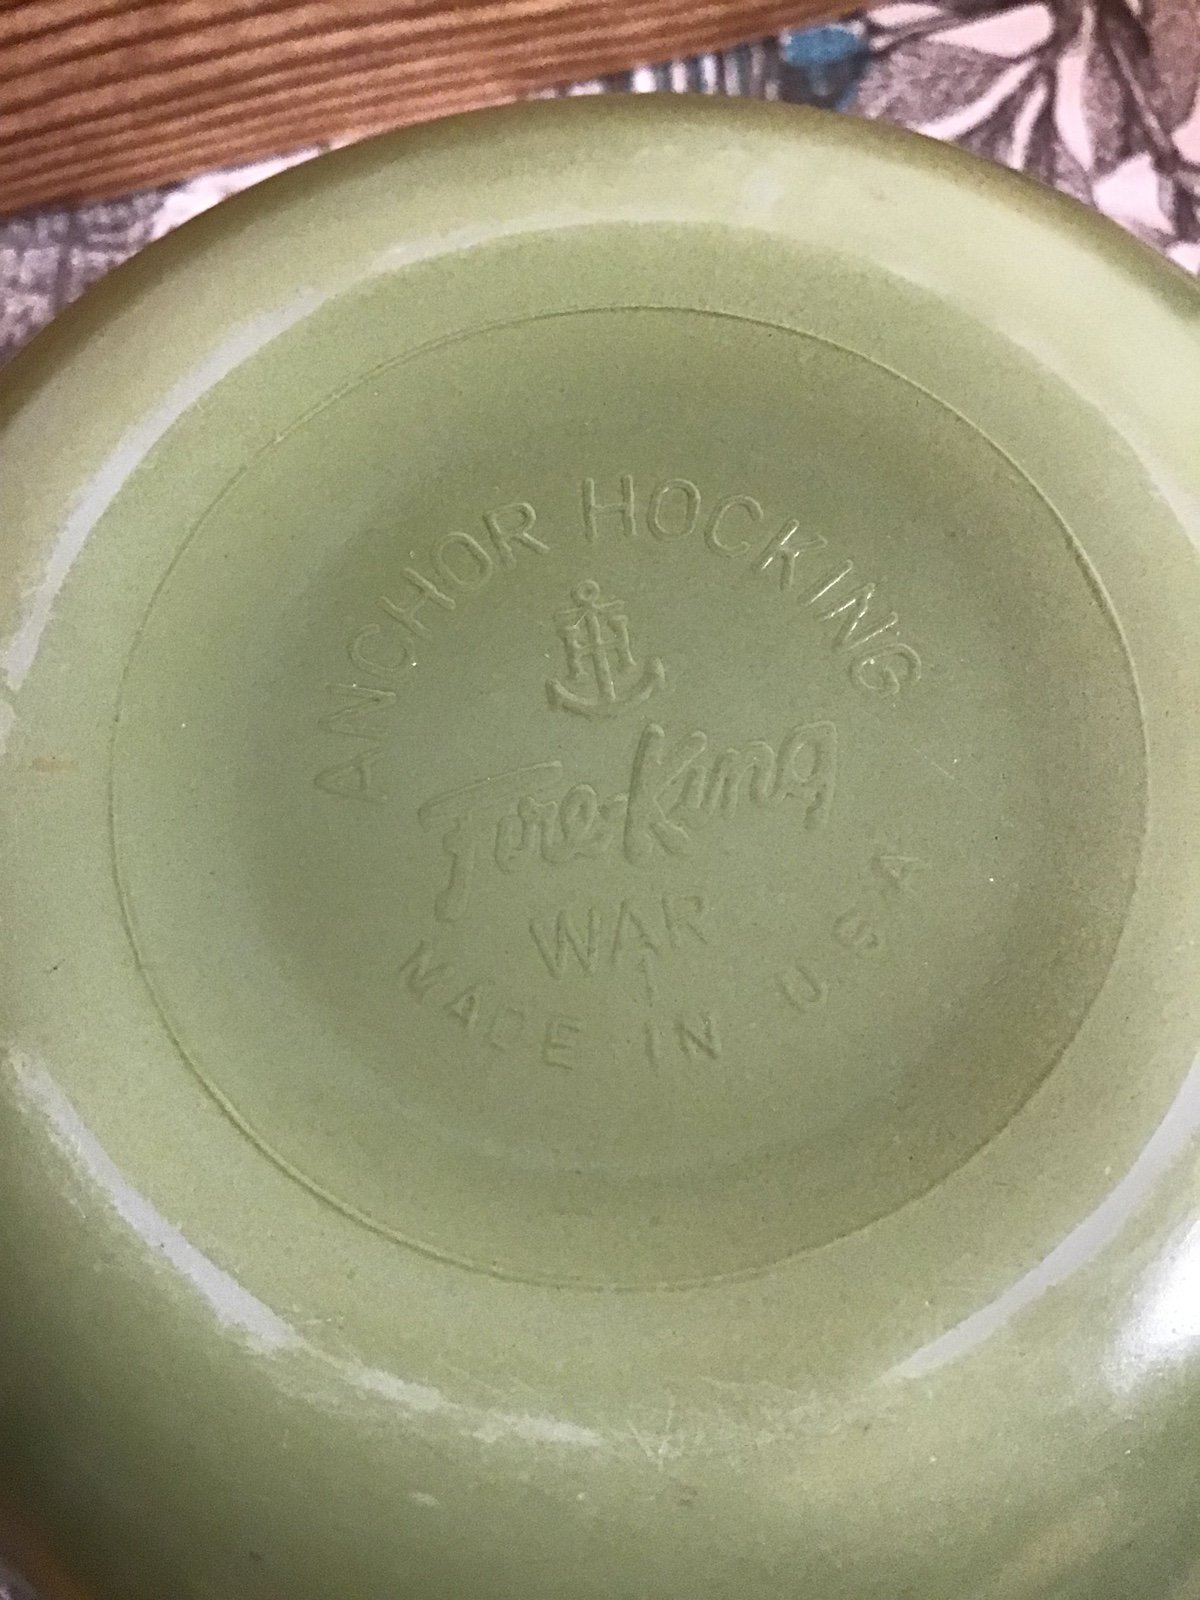 ANCHOR HOCKING
Fire-King
WAR
1
MADE IN U.S.A